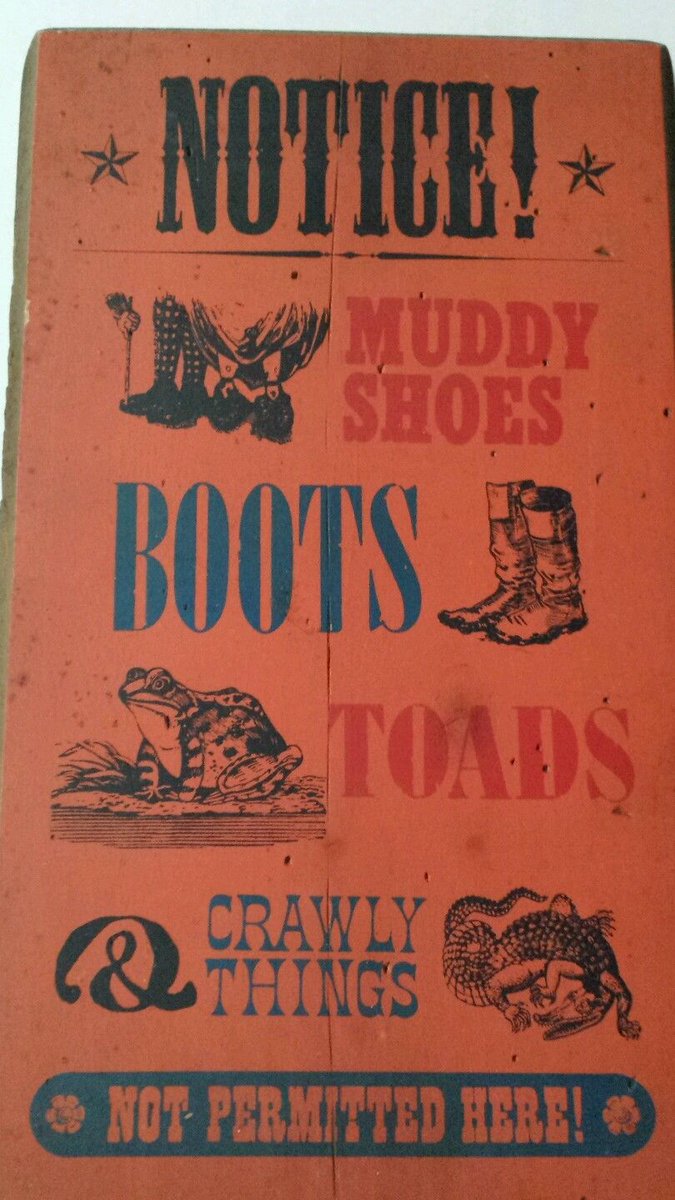 NOTICE!
MUDDY
SHOES
BOOTS
TOADS
& CRAWLY
THINGS
NOT PERMITTED HERE!